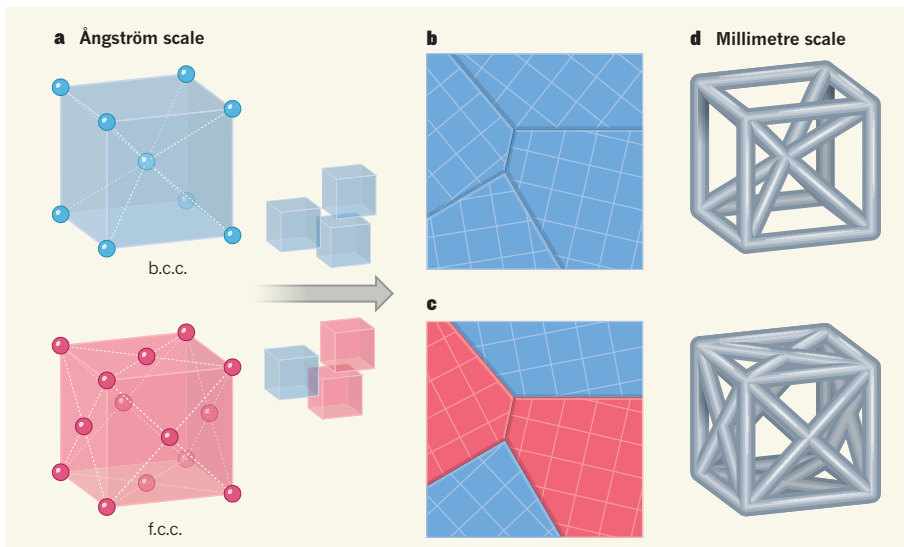 a Ångström scale
b.c.c.
f.c.c.
b
c
d Millimetre scale